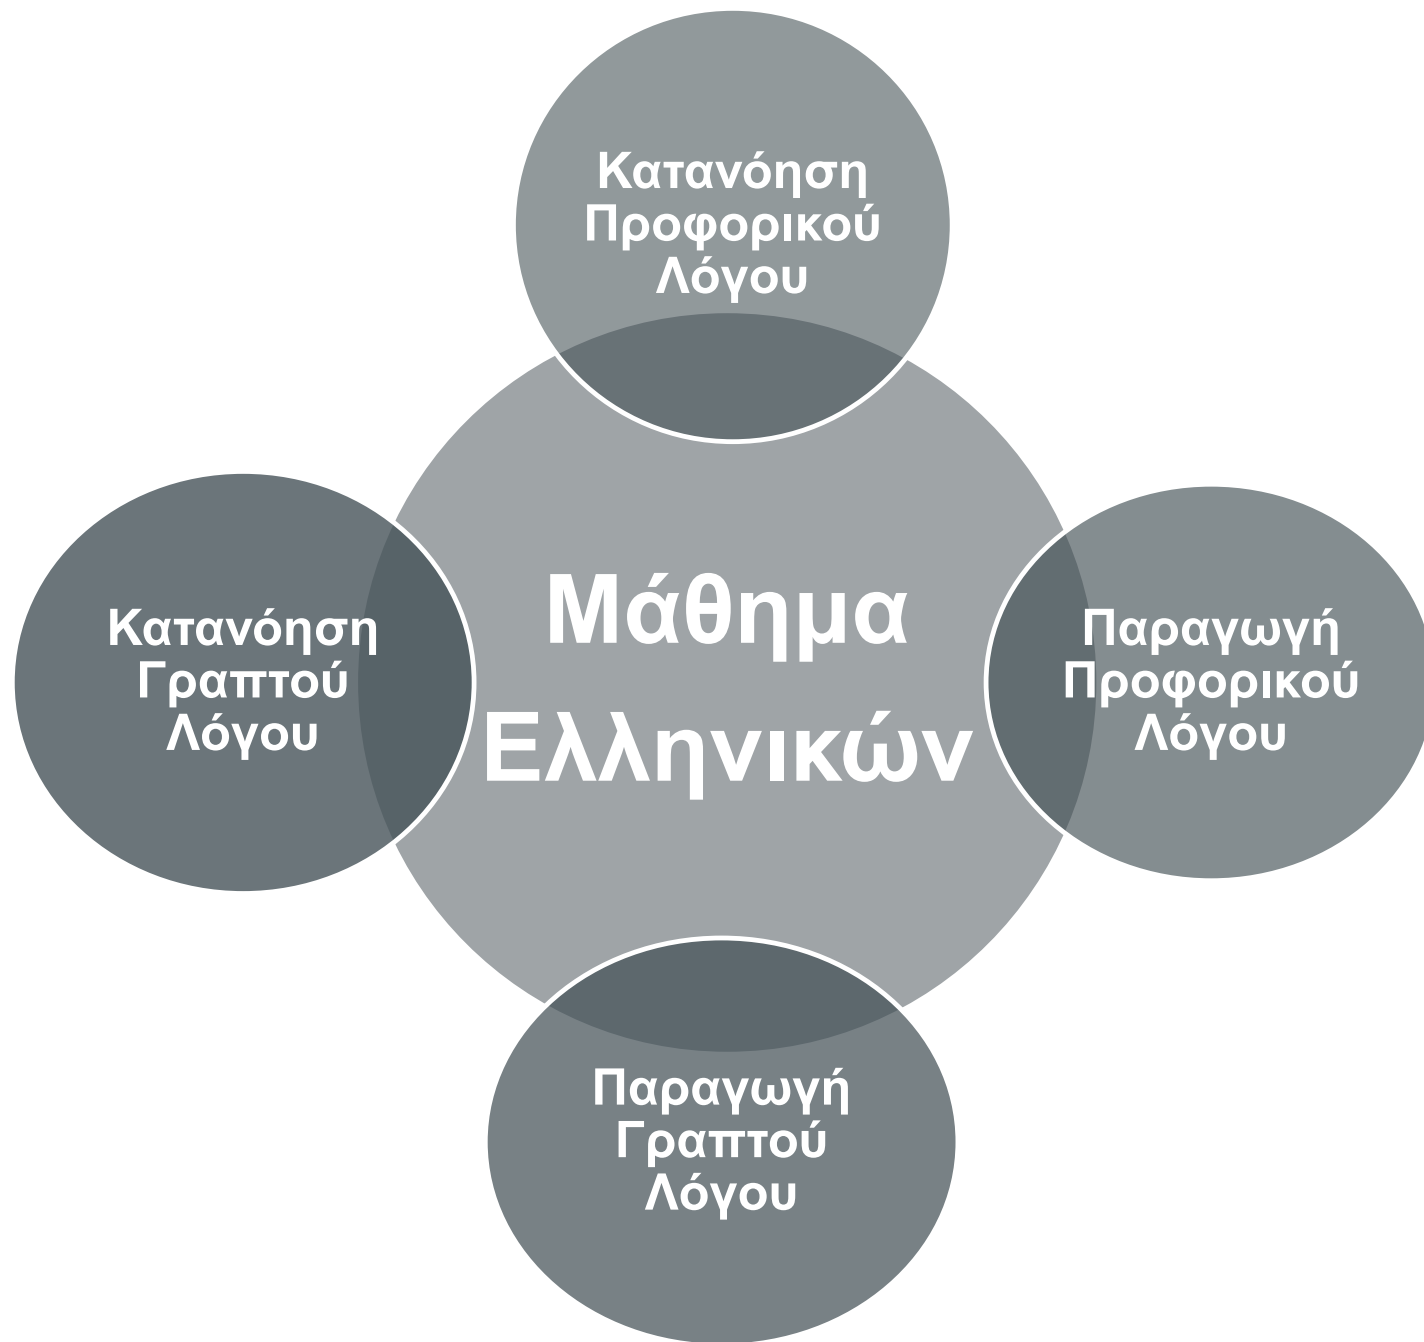 Κατανόηση
Προφορικού
Λόγου
Μάθημα
Ελληνικών
Κατανόηση
Γραπτού
Λόγου
Παραγωγή
Προφορικού
Λόγου
Παραγωγή
Γραπτού
Λόγου